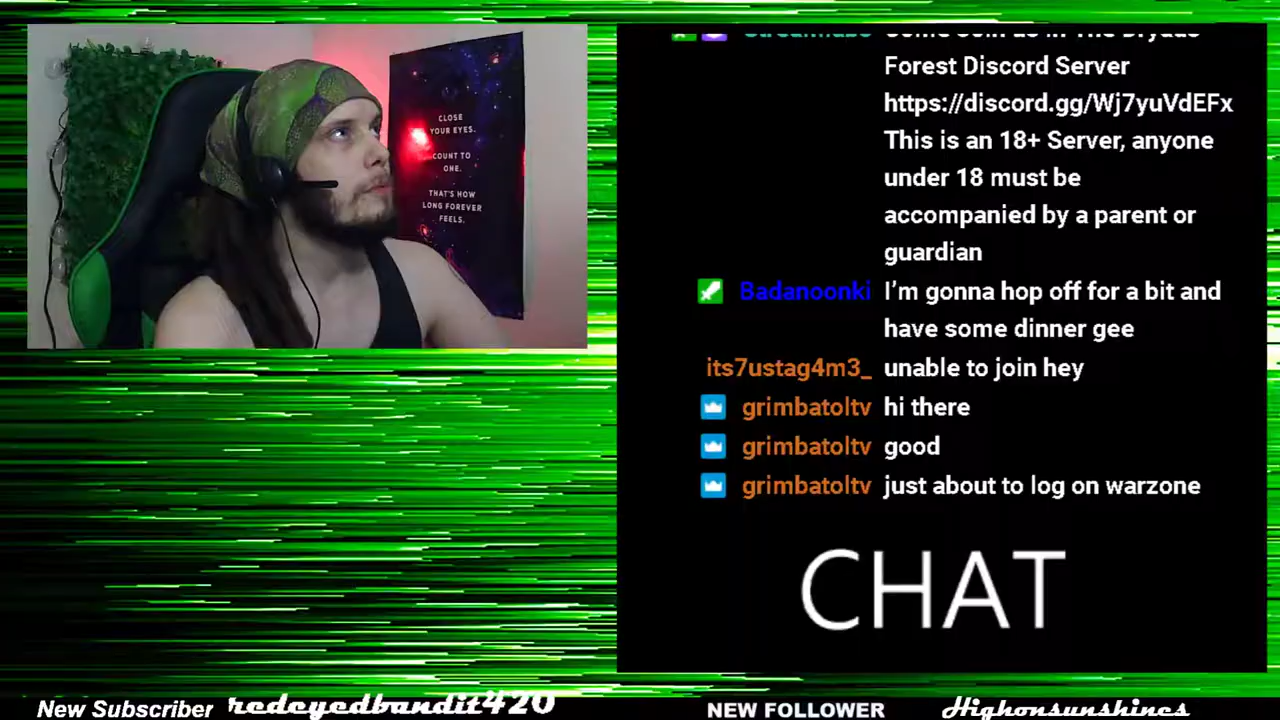 CLOSE
YOUR EYES.
COUNT TO
ONE.
THAT'S HOW
LONG FOREVER
FEELS.
Forest Discord Server
https://discord.gg/Wj7yuVdEFx
This is an 18+ Server, anyone
under 18 must be
accompanied by a parent or
guardian
Badanoonki I'm gonna hop off for a bit and
have some dinner gee
its7ustag4m3_ unable to join hey
grimbatoltv hi there
grimbatoltv good
grimbatoltv just about to log on warzone
CHAT
New Subscriber redeyedbandit420
NEW FOLLOWER Highonsunshines